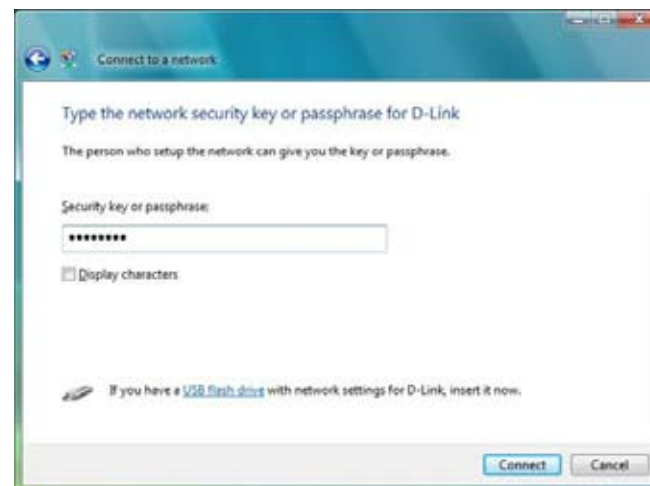 Connect to a network
Type the network security key or passphrase for D-Link
The person who setup the network can give you the key or passphrase.
Security key or passphrase:
••••••••
Display characters
If you have a USB flash drive with network settings for D-Link, insert it now.
Connect Cancel